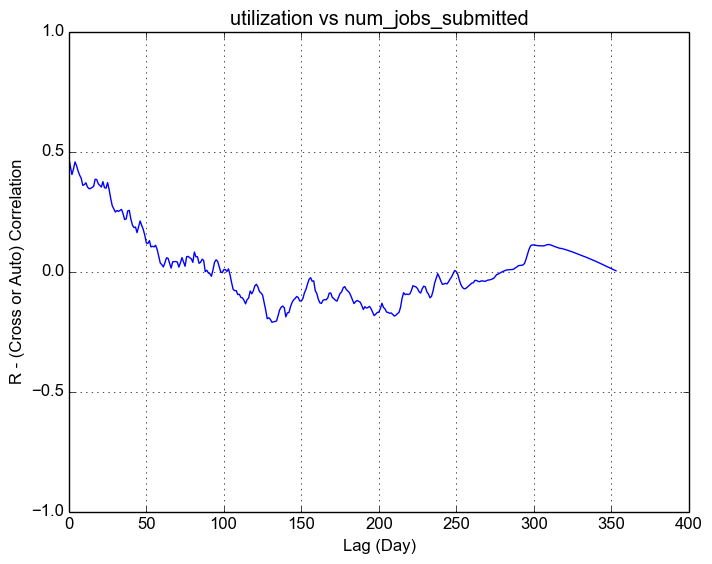 utilization vs num_jobs_submitted
1.0
0.5
0.0
−0.5
−1.0
R - (Cross or Auto) Correlation
0 50 100 150 200 250 300 350 400
Lag (Day)